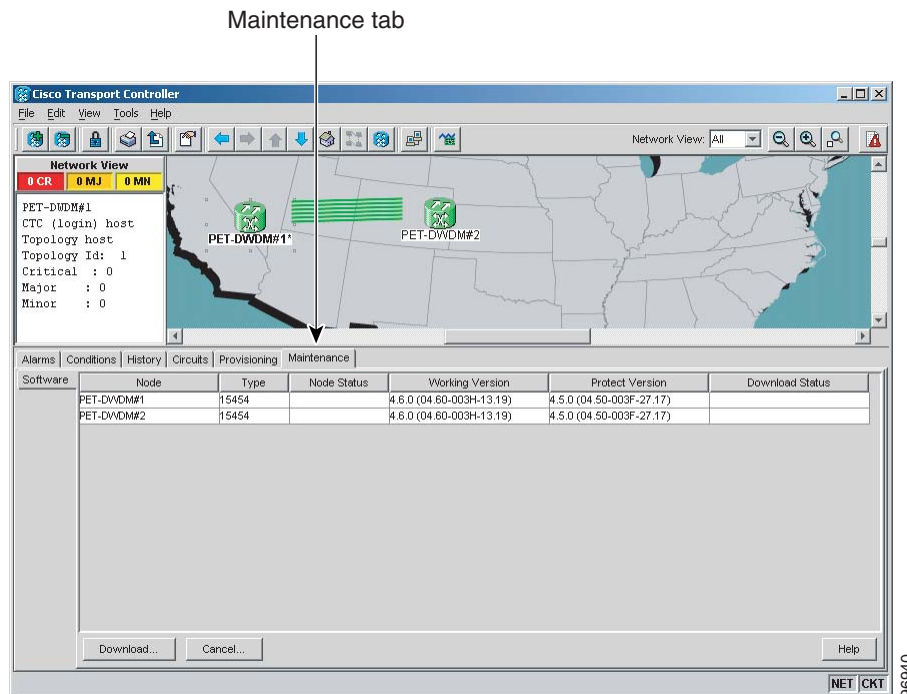 Maintenance tab
Cisco Transport Controller
File Edit View Tools Help
Network View: All
Network View
0 CR 0 MJ 0 MN
PET-DWDM#1
CTC (login) host
Topology host
Topology Id: 1
Critical : 0
Major : 0
Minor : 0
PET-DWDM#1*
PET-DWDM#2
Alarms Conditions History Circuits Provisioning Maintenance
Software
Node Type Node Status Working Version Protect Version Download Status
PET-DWDM#1 15454 4.6.0 (04.60-003H-13.19) 4.5.0 (04.50-003F-27.17)
PET-DWDM#2 15454 4.6.0 (04.60-003H-13.19) 4.5.0 (04.50-003F-27.17)
Download... Cancel... Help
NET CKT